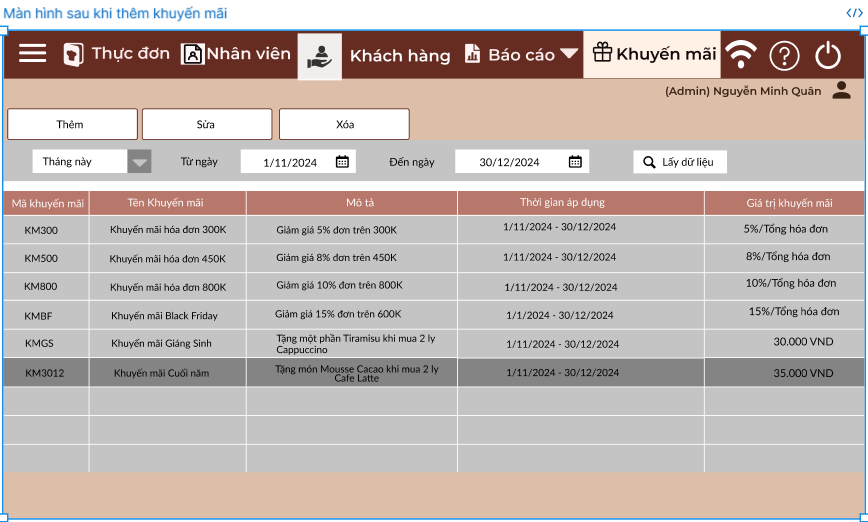 Màn hình sau khi thêm khuyến mãi
</>
Thực đơn
A
Nhân viên
Khách hàng
Báo cáo
Khuyến mãi
?
(Admin) Nguyễn Minh Quân
Thêm
Sửa
Xóa
Tháng này
Từ ngày
1/11/2024
Đến ngày
30/12/2024
Lấy dữ liệu
Mã khuyến mãi
Tên Khuyến mãi
Mô tả
Thời gian áp dụng
Giá trị khuyến mãi
KM300
Khuyến mãi hóa đơn 300K
Giảm giá 5% đơn trên 300K
1/11/2024 - 30/12/2024
5%/Tổng hóa đơn
KM500
Khuyến mãi hóa đơn 450K
Giảm giá 8% đơn trên 450K
1/11/2024 - 30/12/2024
8%/Tổng hóa đơn
KM800
Khuyến mãi hóa đơn 800K
Giảm giá 10% đơn trên 800K
1/11/2024 - 30/12/2024
10%/Tổng hóa đơn
KMBF
Khuyến mãi Black Friday
Giảm giá 15% đơn trên 600K
1/1/2024 - 30/12/2024
15%/Tổng hóa đơn
KMGS
Khuyến mãi Giáng Sinh
Tặng một phần Tiramisu khi mua 2 ly
Cappuccino
1/11/2024 - 30/12/2024
30.000 VND
KM3012
Khuyến mãi Cuối năm
Tặng món Mousse Cacao khi mua 2 ly
Cafe Latte
1/11/2024 - 30/12/2024
35.000 VND